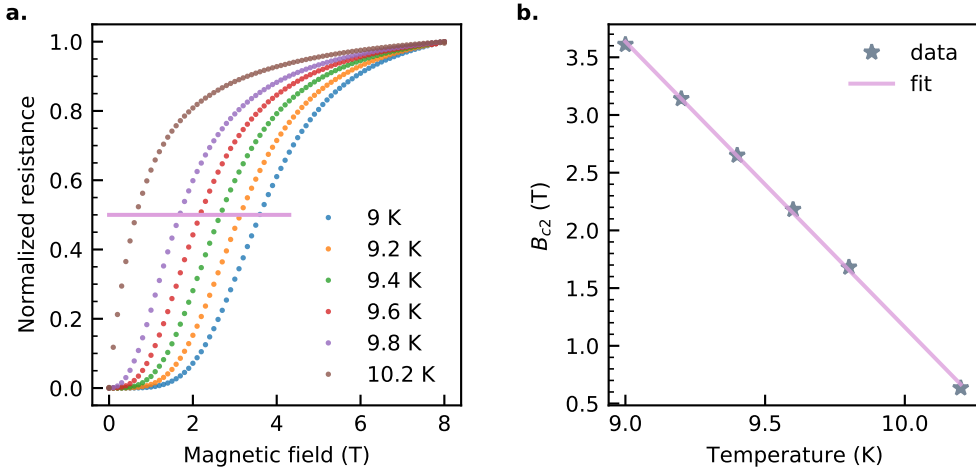 a.
Normalized resistance
1.0
0.8
0.6
0.4
0.2
0.0
9 K
9.2 K
9.4 K
9.6 K
9.8 K
10.2 K
0
2
4
6
8
Magnetic field (T)
b.
B_{c2} (T)
3.5
3.0
2.5
2.0
1.5
1.0
0.5
data
fit
9.0
9.5
10.0
Temperature (K)